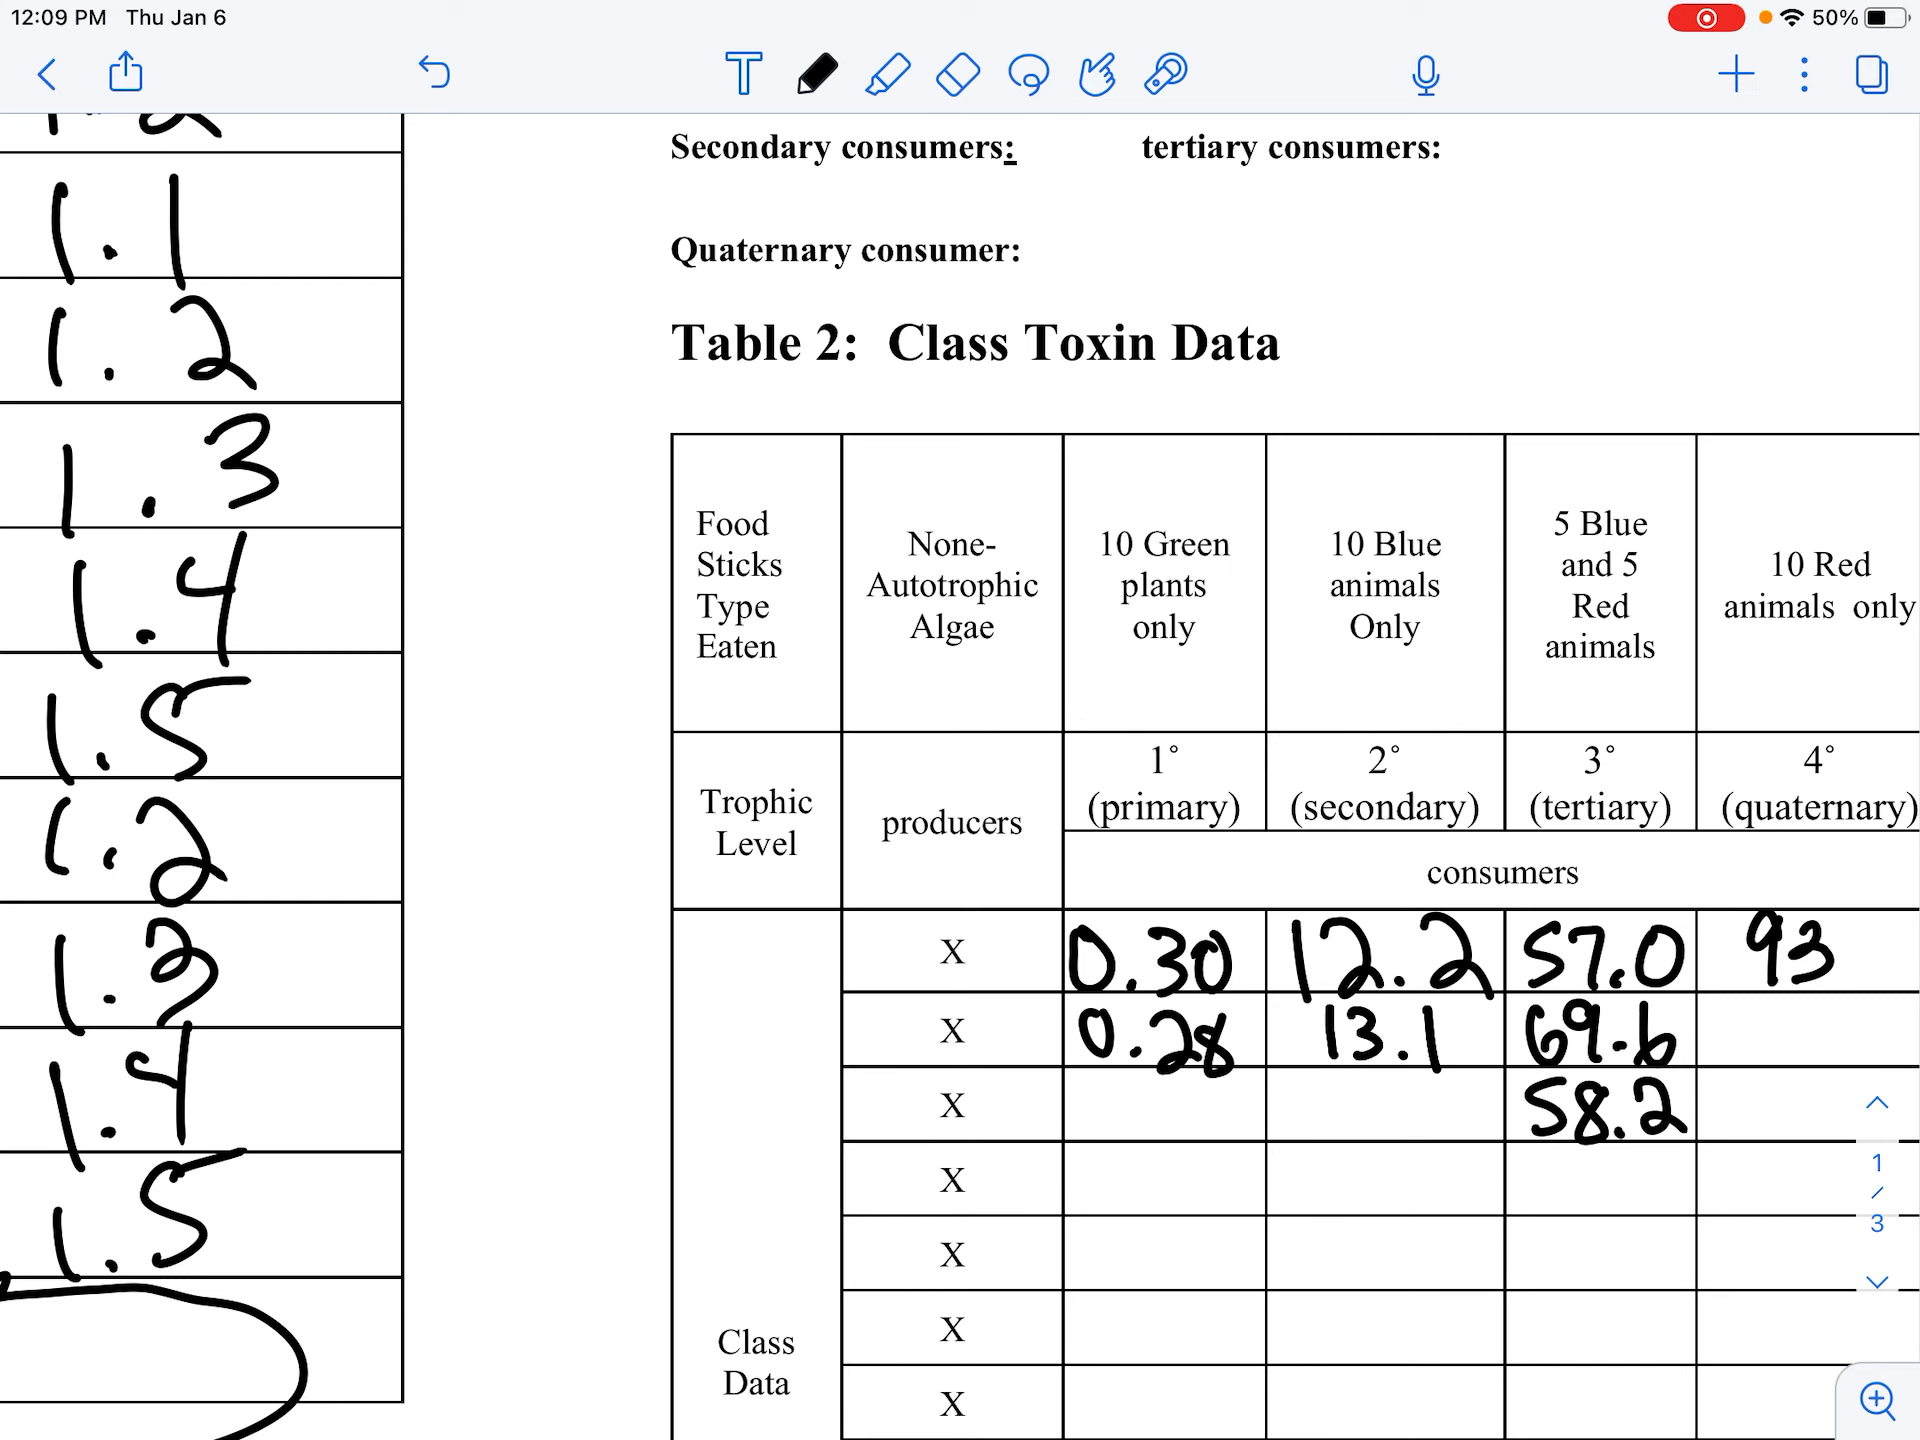 12:09 PM Thu Jan 6
50%
1.2
1.1
1.2
1.3
1.4
1.5
1.2
1.3
1.4
1.5
Secondary consumers: tertiary consumers:
Quaternary consumer:
Table 2: Class Toxin Data
Food Sticks Type Eaten
None-Autotrophic Algae
10 Green plants only
10 Blue animals Only
5 Blue and 5 Red animals
10 Red animals only
Trophic Level
producers
1° (primary)
2° (secondary)
3° (tertiary)
4° (quaternary)
consumers
Class Data
X 0.30 12.2 57.0 93
X 0.28 13.1 69.6
X 58.2
X
X
X
X
1
/
3